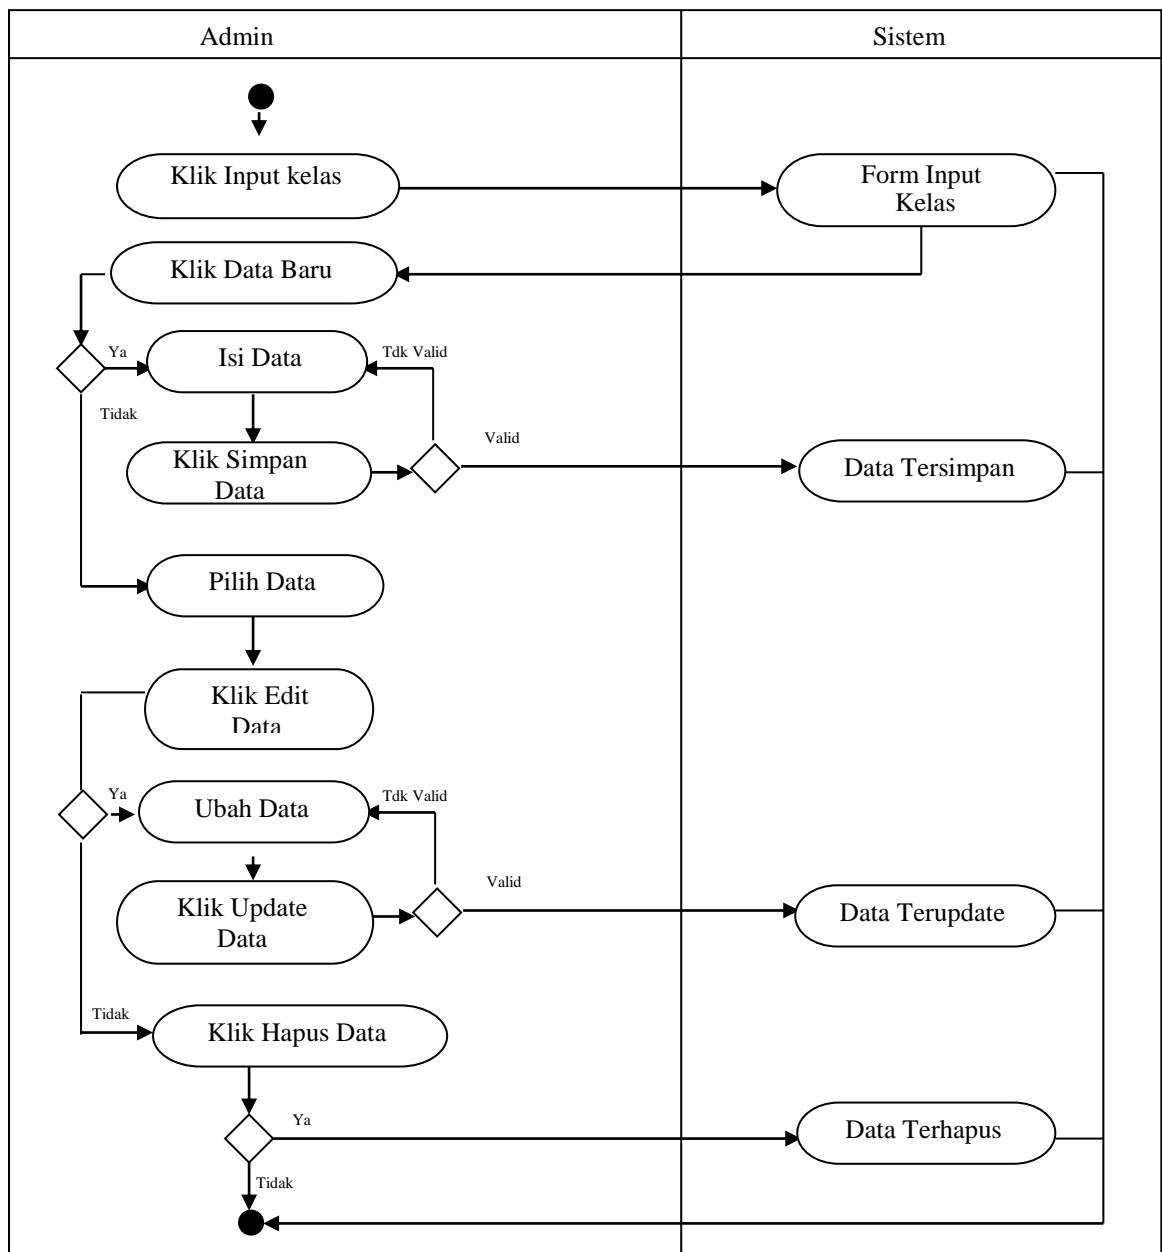 Admin
Sistem
Klik Input kelas
Form Input
Kelas
Klik Data Baru
Ya
Isi Data
Tdk Valid
Tidak
Klik Simpan
Data
Valid
Data Tersimpan
Pilih Data
Klik Edit
Data
Ya
Ubah Data
Tdk Valid
Klik Update
Data
Valid
Data Terupdate
Tidak
Klik Hapus Data
Ya
Data Terhapus
Tidak